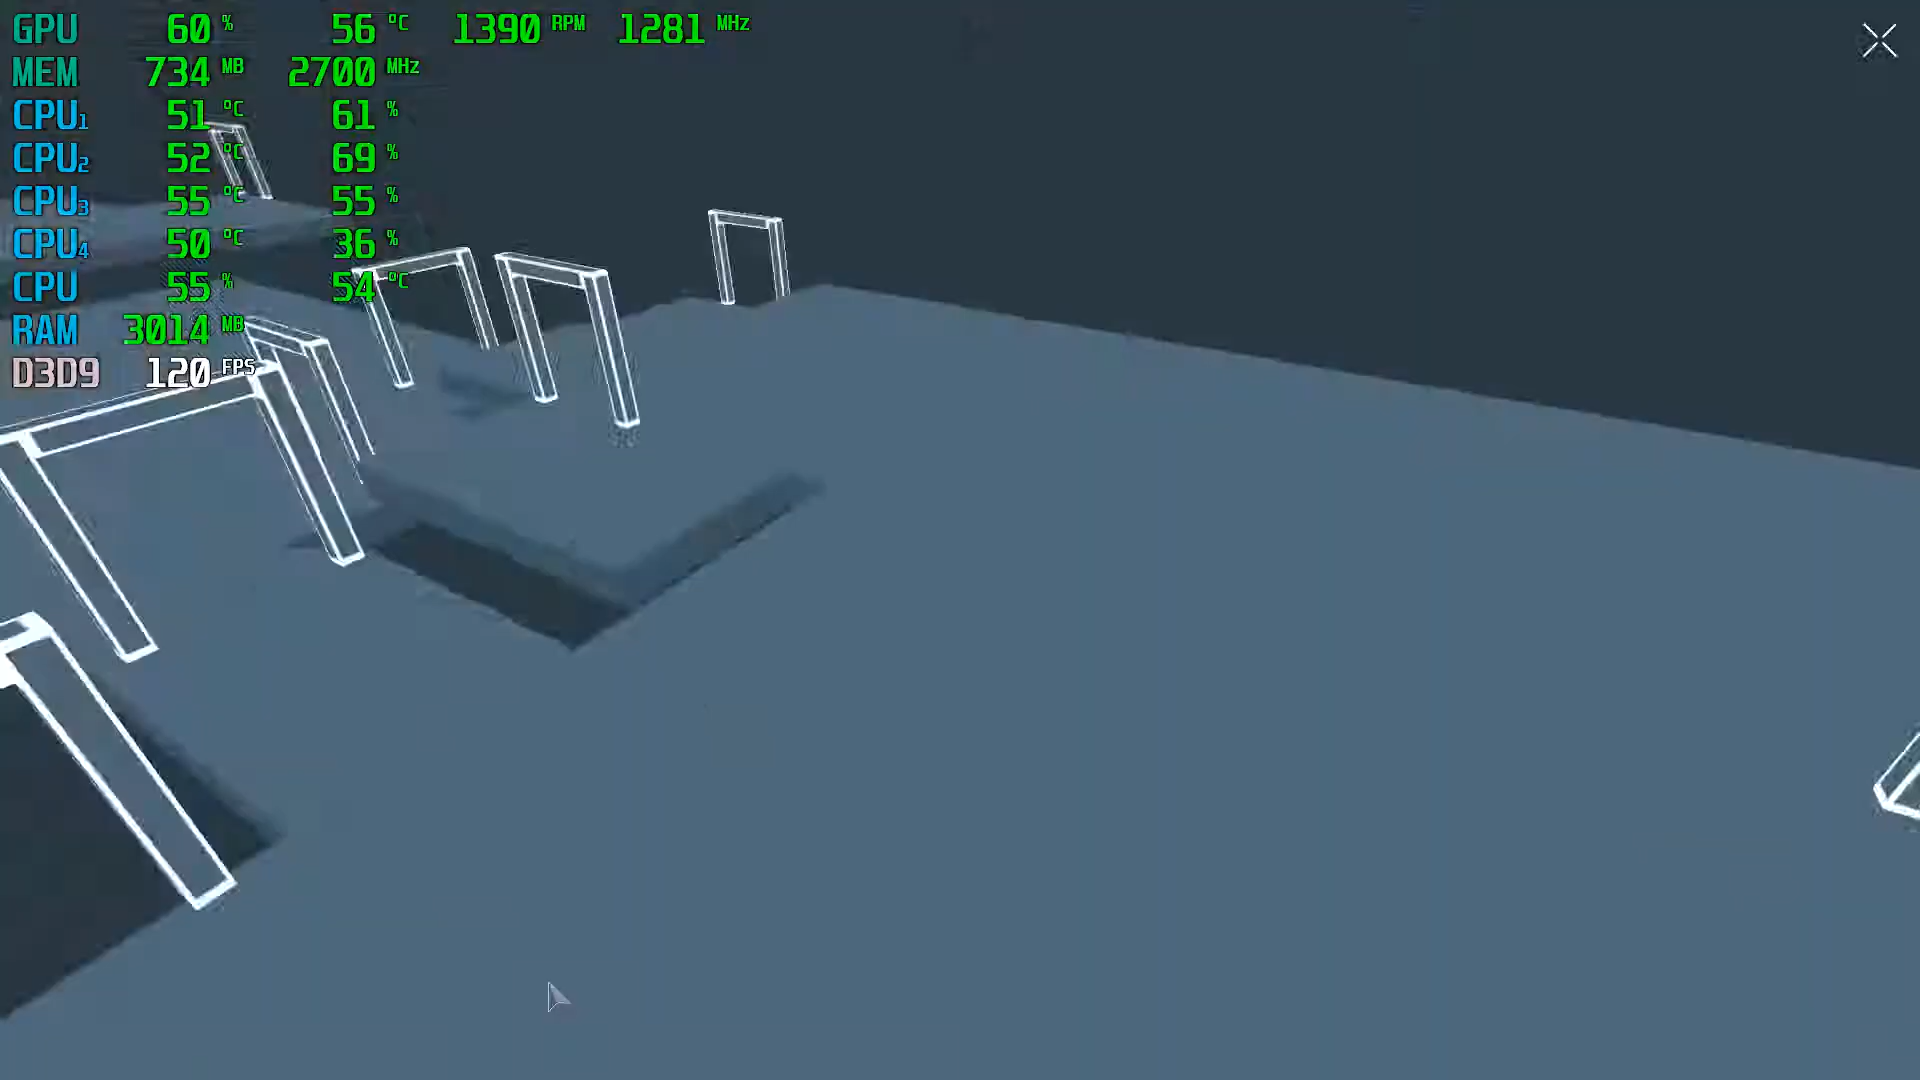 GPU 60 % 56 °C 1390 RPM 1281 MHz
MEM 734 MB 2700 MHz
CPU1 51 °C 61 %
CPU2 52 °C 69 %
CPU3 55 °C 55 %
CPU4 50 °C 36 %
CPU 55 % 54 °C
RAM 3014 MB
D3D9 120 FPS